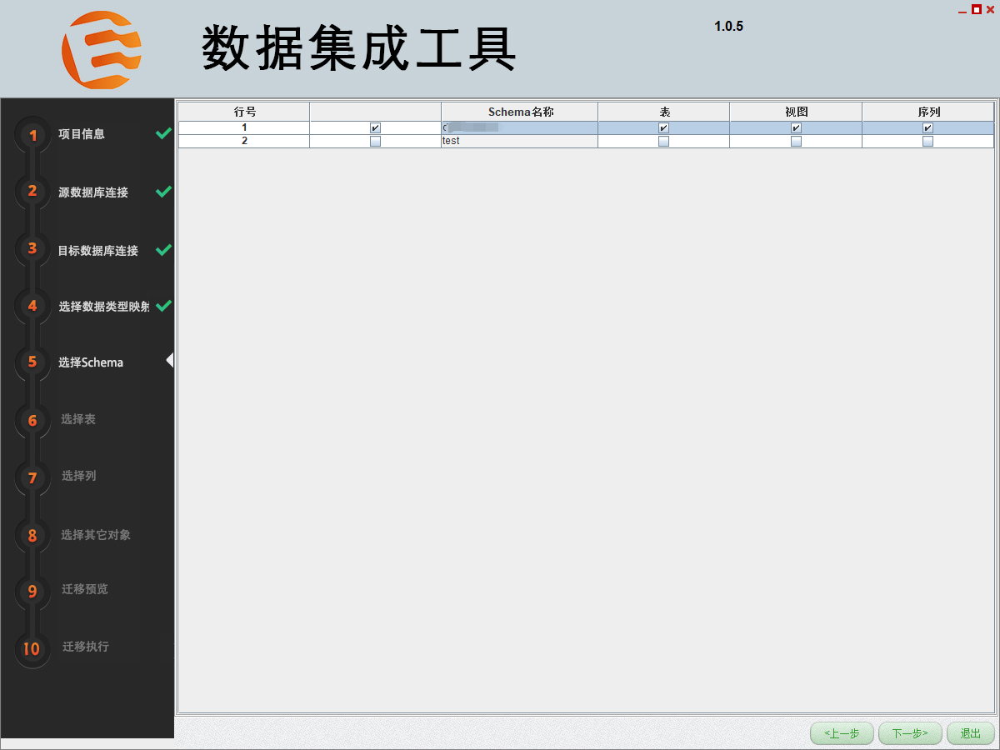 数据集成工具
1.0.5
1 项目信息
2 源数据库连接
3 目标数据库连接
4 选择数据类型映射
5 选择Schema
6 选择表
7 选择列
8 选择其它对象
9 迁移预览
10 迁移执行
行号 Schema名称 表 视图 序列
1
2 test
<上一步 下一步> 退出